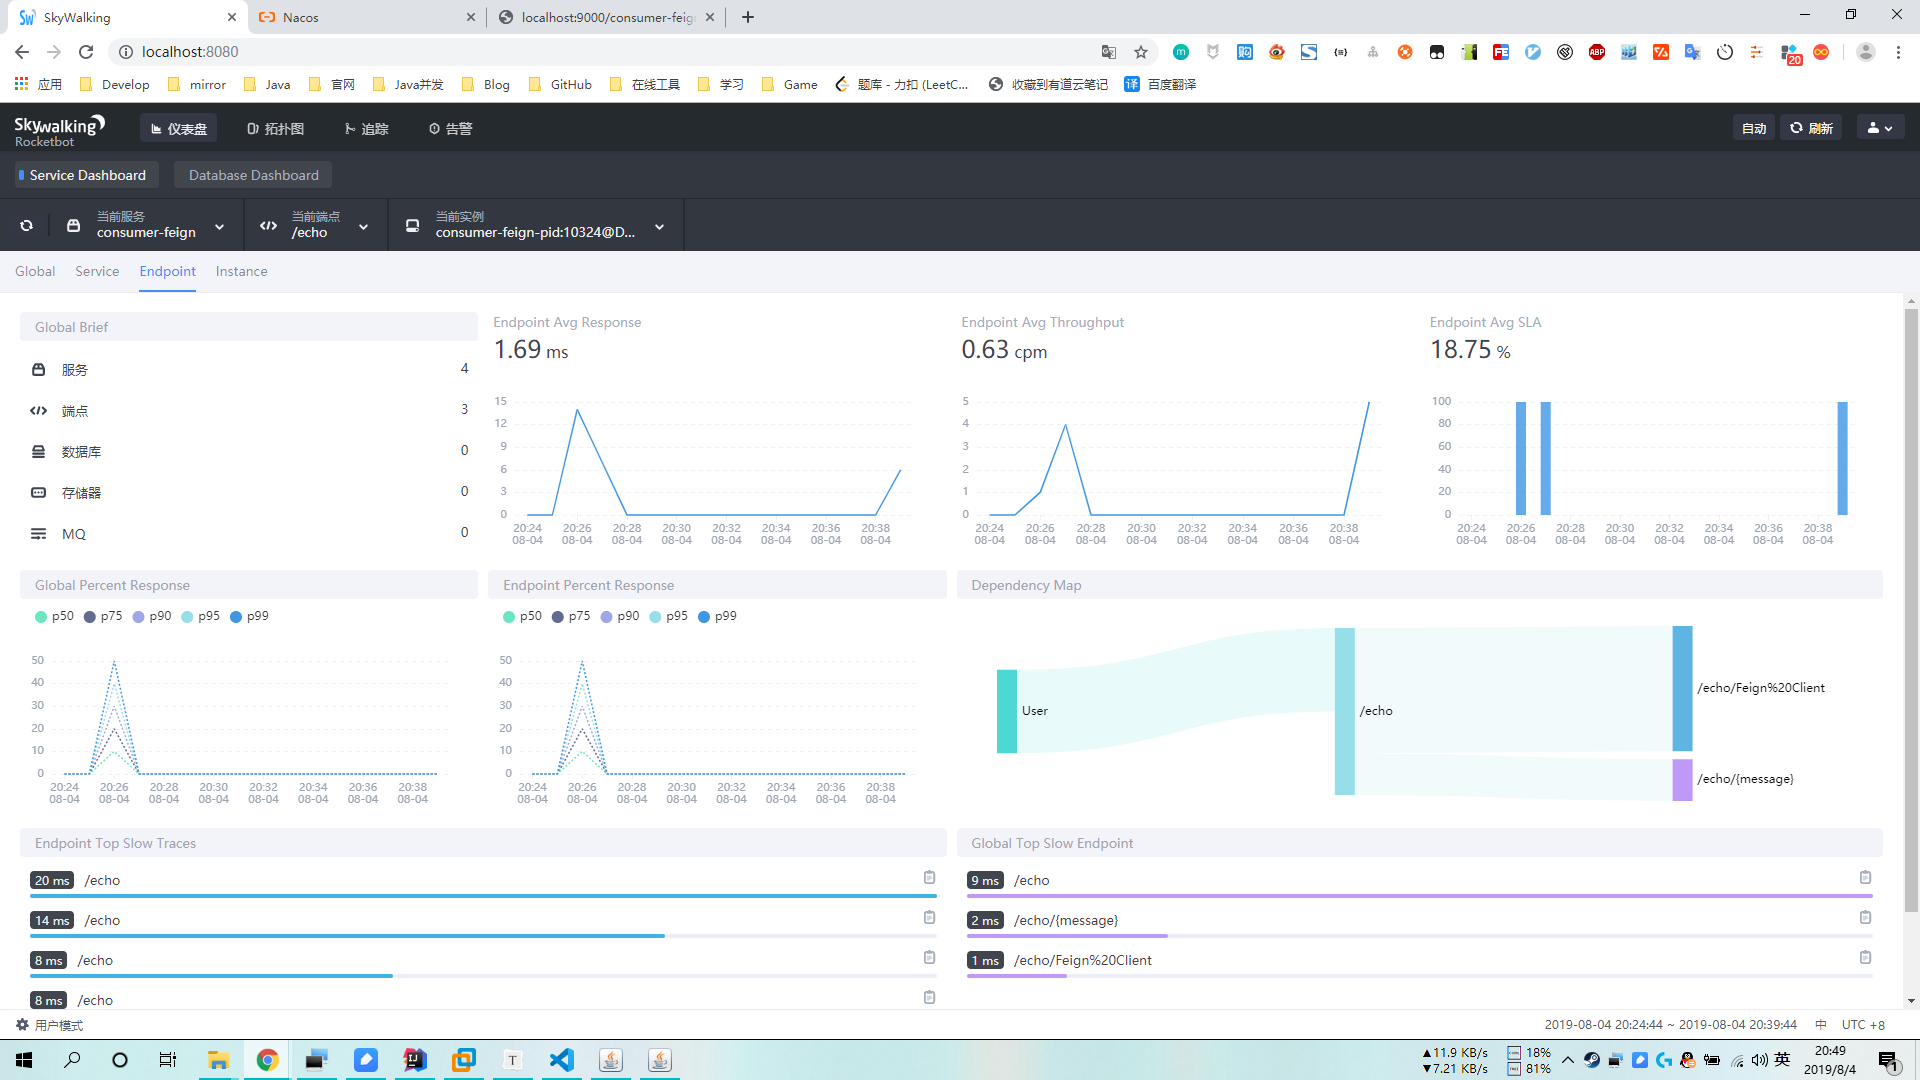 SkyWalking
Nacos
localhost:9000/consumer-feig
localhost:8080
应用 Develop mirror Java 官网 Java并发 Blog GitHub 在线工具 学习 Game 题库 - 力扣 (LeetC... 收藏到有道云笔记 译 百度翻译
20
Skywalking
Rocketbot
仪表盘 拓扑图 追踪 告警 自动 刷新
Service Dashboard Database Dashboard
当前服务
consumer-feign
当前端点
/echo
当前实例
consumer-feign-pid:10324@D...
Global Service Endpoint Instance
Global Brief
服务 4
端点 3
数据库 0
存储器 0
MQ 0
Endpoint Avg Response
1.69 ms
15
12
9
6
3
0
20:24 20:26 20:28 20:30 20:32 20:34 20:36 20:38
08-04 08-04 08-04 08-04 08-04 08-04 08-04 08-04
Endpoint Avg Throughput
0.63 cpm
5
4
3
2
1
0
20:24 20:26 20:28 20:30 20:32 20:34 20:36 20:38
08-04 08-04 08-04 08-04 08-04 08-04 08-04 08-04
Endpoint Avg SLA
18.75 %
100
80
60
40
20
0
20:24 20:26 20:28 20:30 20:32 20:34 20:36 20:38
08-04 08-04 08-04 08-04 08-04 08-04 08-04 08-04
Global Percent Response
p50 p75 p90 p95 p99
50
40
30
20
10
0
20:24 20:26 20:28 20:30 20:32 20:34 20:36 20:38
08-04 08-04 08-04 08-04 08-04 08-04 08-04 08-04
Endpoint Percent Response
p50 p75 p90 p95 p99
50
40
30
20
10
0
20:24 20:26 20:28 20:30 20:32 20:34 20:36 20:38
08-04 08-04 08-04 08-04 08-04 08-04 08-04 08-04
Dependency Map
User
/echo
/echo/Feign%20Client
/echo/{message}
Endpoint Top Slow Traces
20 ms /echo
14 ms /echo
8 ms /echo
8 ms /echo
Global Top Slow Endpoint
9 ms /echo
2 ms /echo/{message}
1 ms /echo/Feign%20Client
用户模式
2019-08-04 20:24:44 ~ 2019-08-04 20:39:44 中 UTC +8
▲11.9 KB/s
▼7.21 KB/s
18%
81%
英
20:49
2019/8/4
1